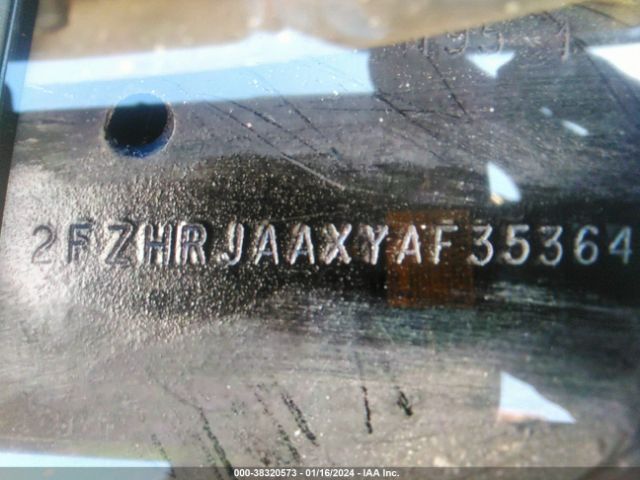 2FZHRJAAXYAF35364
000-38320573 - 01/16/2024 - IAA Inc.